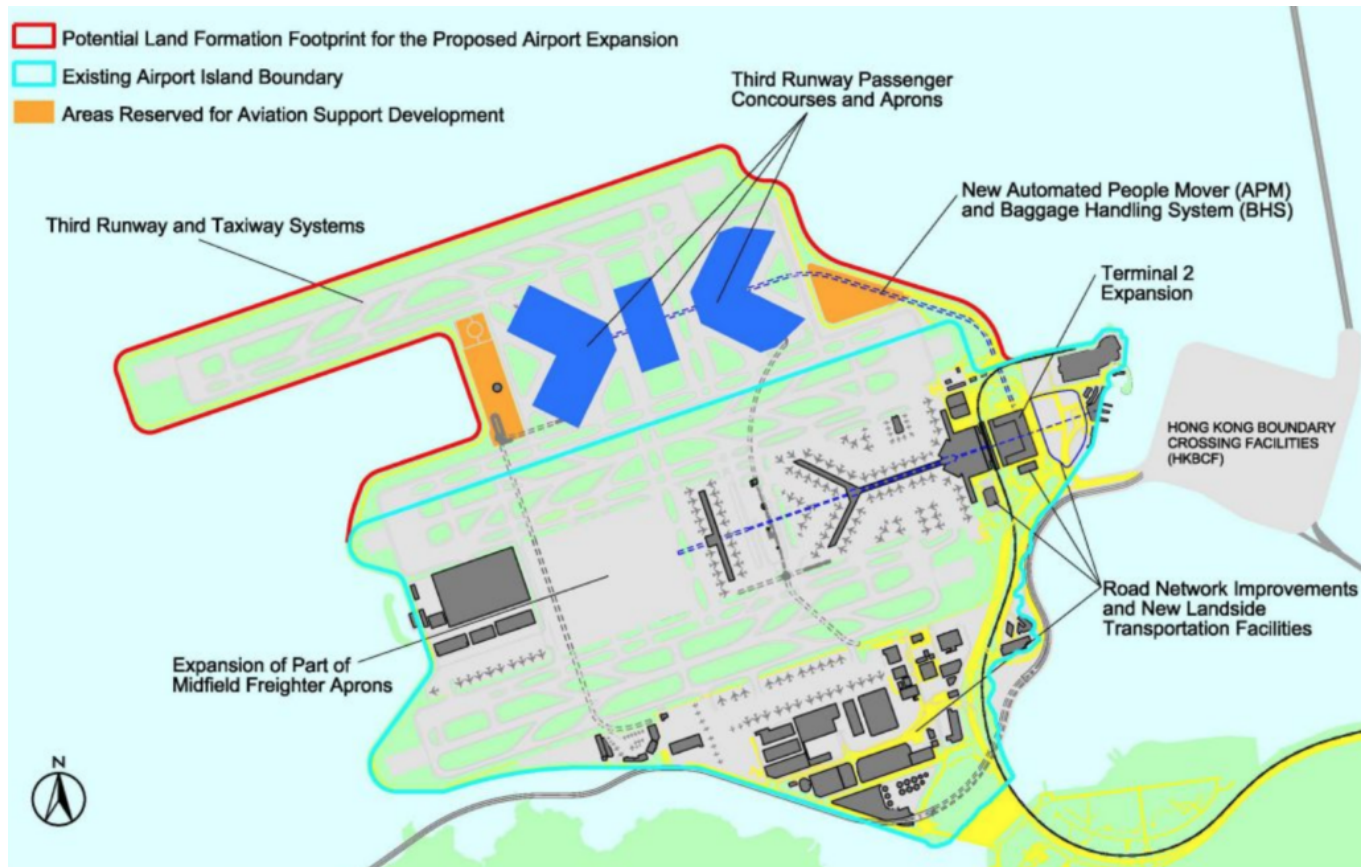 Potential Land Formation Footprint for the Proposed Airport Expansion
Existing Airport Island Boundary
Areas Reserved for Aviation Support Development
Third Runway Passenger
Concourses and Aprons
New Automated People Mover (APM)
and Baggage Handling System (BHS)
Third Runway and Taxiway Systems
Terminal 2
Expansion
HONG KONG BOUNDARY
CROSSING FACILITIES
(HKBCF)
Road Network Improvements
and New Landside
Transportation Facilities
Expansion of Part of
Midfield Freighter Aprons
N